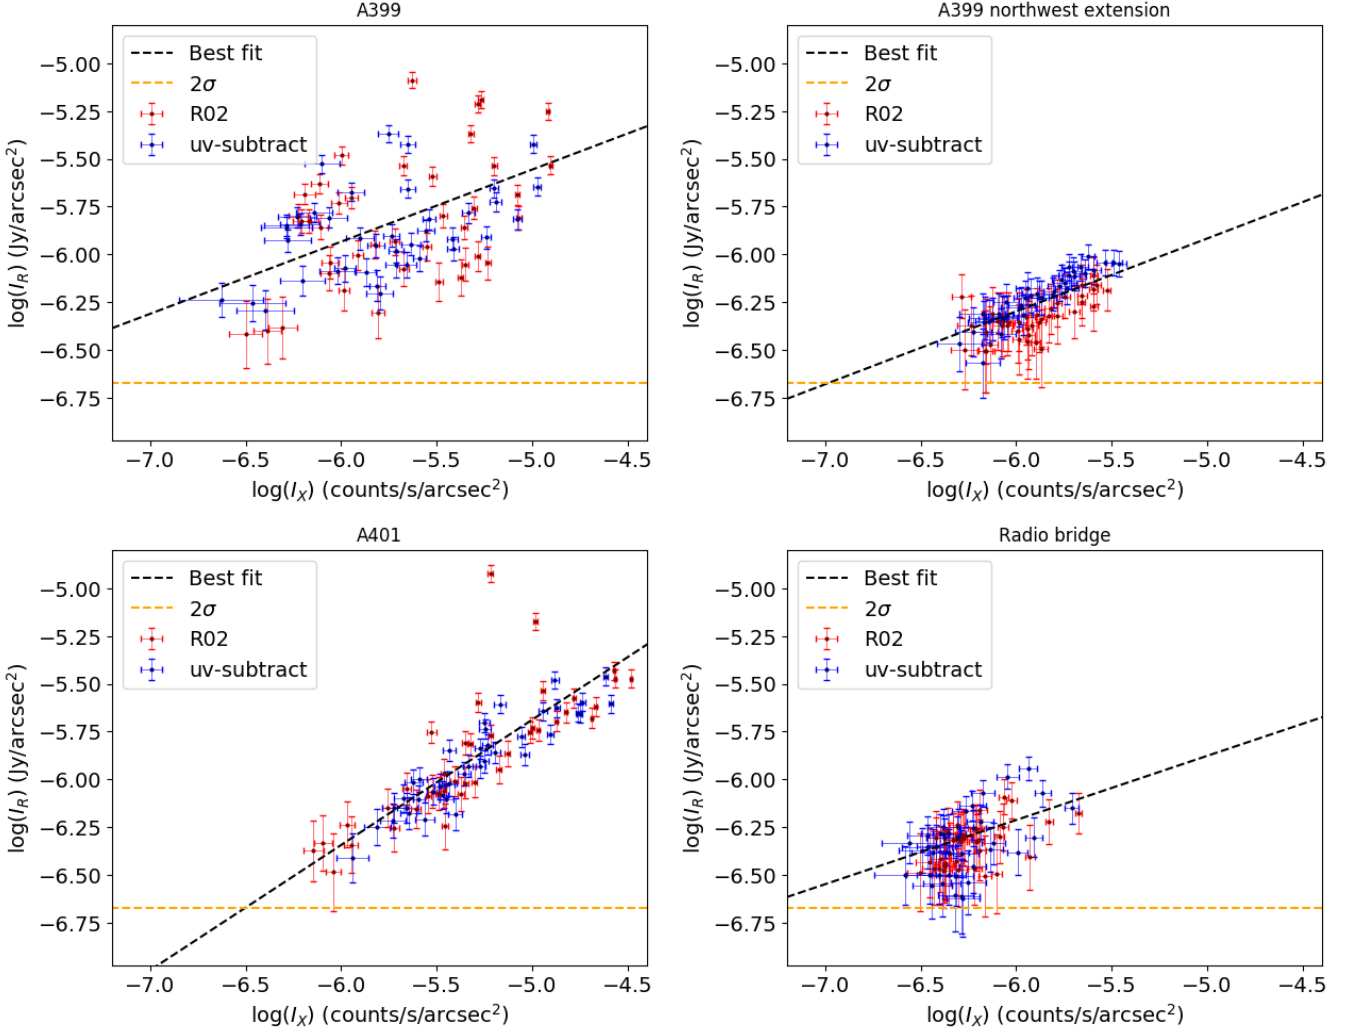 A399
Best fit
2σ
R02
uv-subtract
−5.00
−5.25
−5.50
−5.75
−6.00
−6.25
−6.50
−6.75
log(I_R) (Jy/arcsec²)
−7.0 −6.5 −6.0 −5.5 −5.0 −4.5
log(I_X) (counts/s/arcsec²)
A399 northwest extension
Best fit
2σ
R02
uv-subtract
−5.00
−5.25
−5.50
−5.75
−6.00
−6.25
−6.50
−6.75
log(I_R) (Jy/arcsec²)
−7.0 −6.5 −6.0 −5.5 −5.0 −4.5
log(I_X) (counts/s/arcsec²)
A401
Best fit
2σ
R02
uv-subtract
−5.00
−5.25
−5.50
−5.75
−6.00
−6.25
−6.50
−6.75
log(I_R) (Jy/arcsec²)
−7.0 −6.5 −6.0 −5.5 −5.0 −4.5
log(I_X) (counts/s/arcsec²)
Radio bridge
Best fit
2σ
R02
uv-subtract
−5.00
−5.25
−5.50
−5.75
−6.00
−6.25
−6.50
−6.75
log(I_R) (Jy/arcsec²)
−7.0 −6.5 −6.0 −5.5 −5.0 −4.5
log(I_X) (counts/s/arcsec²)